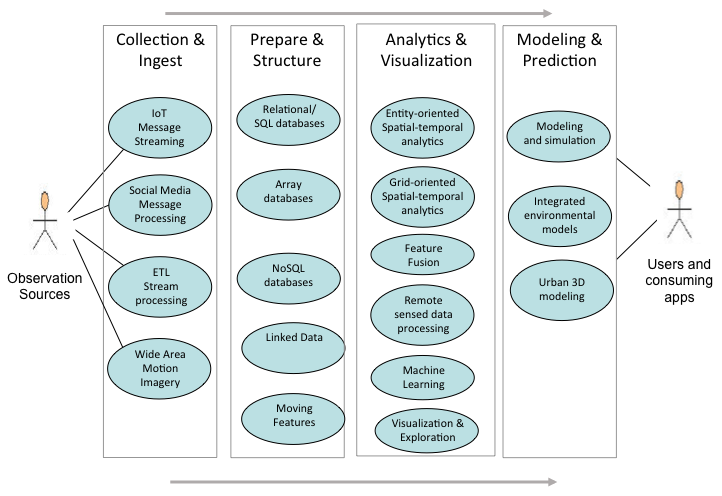 Collection &
Ingest
Prepare &
Structure
Analytics &
Visualization
Modeling &
Prediction
IoT
Message
Streaming
Social Media
Message
Processing
ETL
Stream
processing
Wide Area
Motion
Imagery
Relational/
SQL databases
Array
databases
NoSQL
databases
Linked Data
Moving
Features
Entity-oriented
Spatial-temporal
analytics
Grid-oriented
Spatial-temporal
analytics
Feature
Fusion
Remote
sensed data
processing
Machine
Learning
Visualization &
Exploration
Modeling
and simulation
Integrated
environmental
models
Urban 3D
modeling
Observation
Sources
Users and
consuming
apps